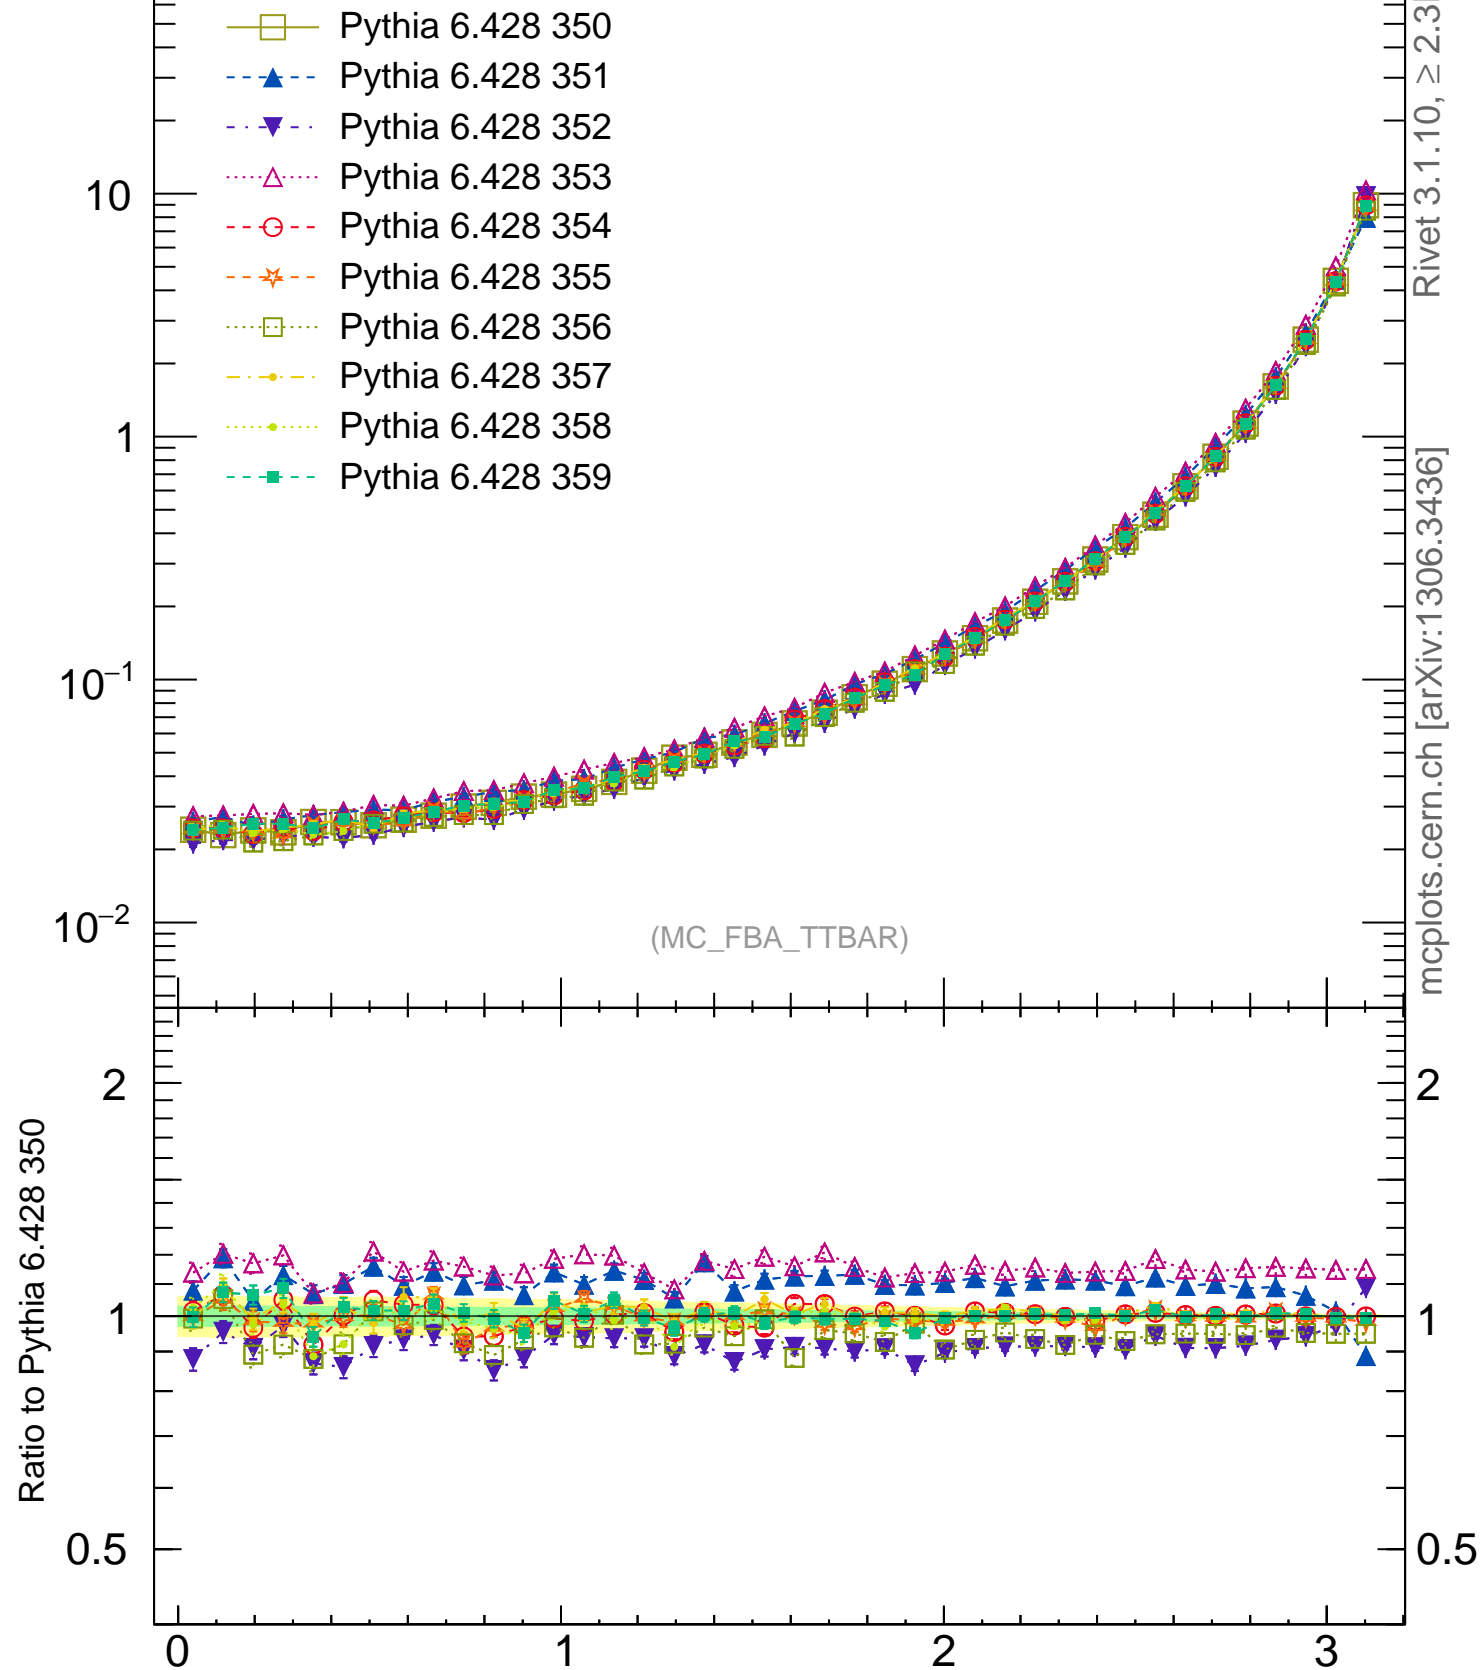 Pythia 6.428 350
Pythia 6.428 351
Pythia 6.428 352
Pythia 6.428 353
Pythia 6.428 354
Pythia 6.428 355
Pythia 6.428 356
Pythia 6.428 357
Pythia 6.428 358
Pythia 6.428 359
10
1
10⁻¹
10⁻²
(MC_FBA_TTBAR)
Rivet 3.1.10, ≥ 2.3
mcplots.cern.ch [arXiv:1306.3436]
Ratio to Pythia 6.428 350
2
1
0.5
2
1
0.5
0
1
2
3